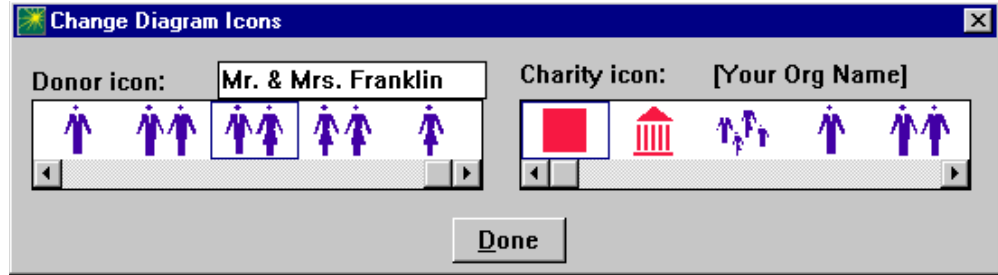 Change Diagram Icons
Donor icon: Mr. & Mrs. Franklin
Charity icon: [Your Org Name]
Done